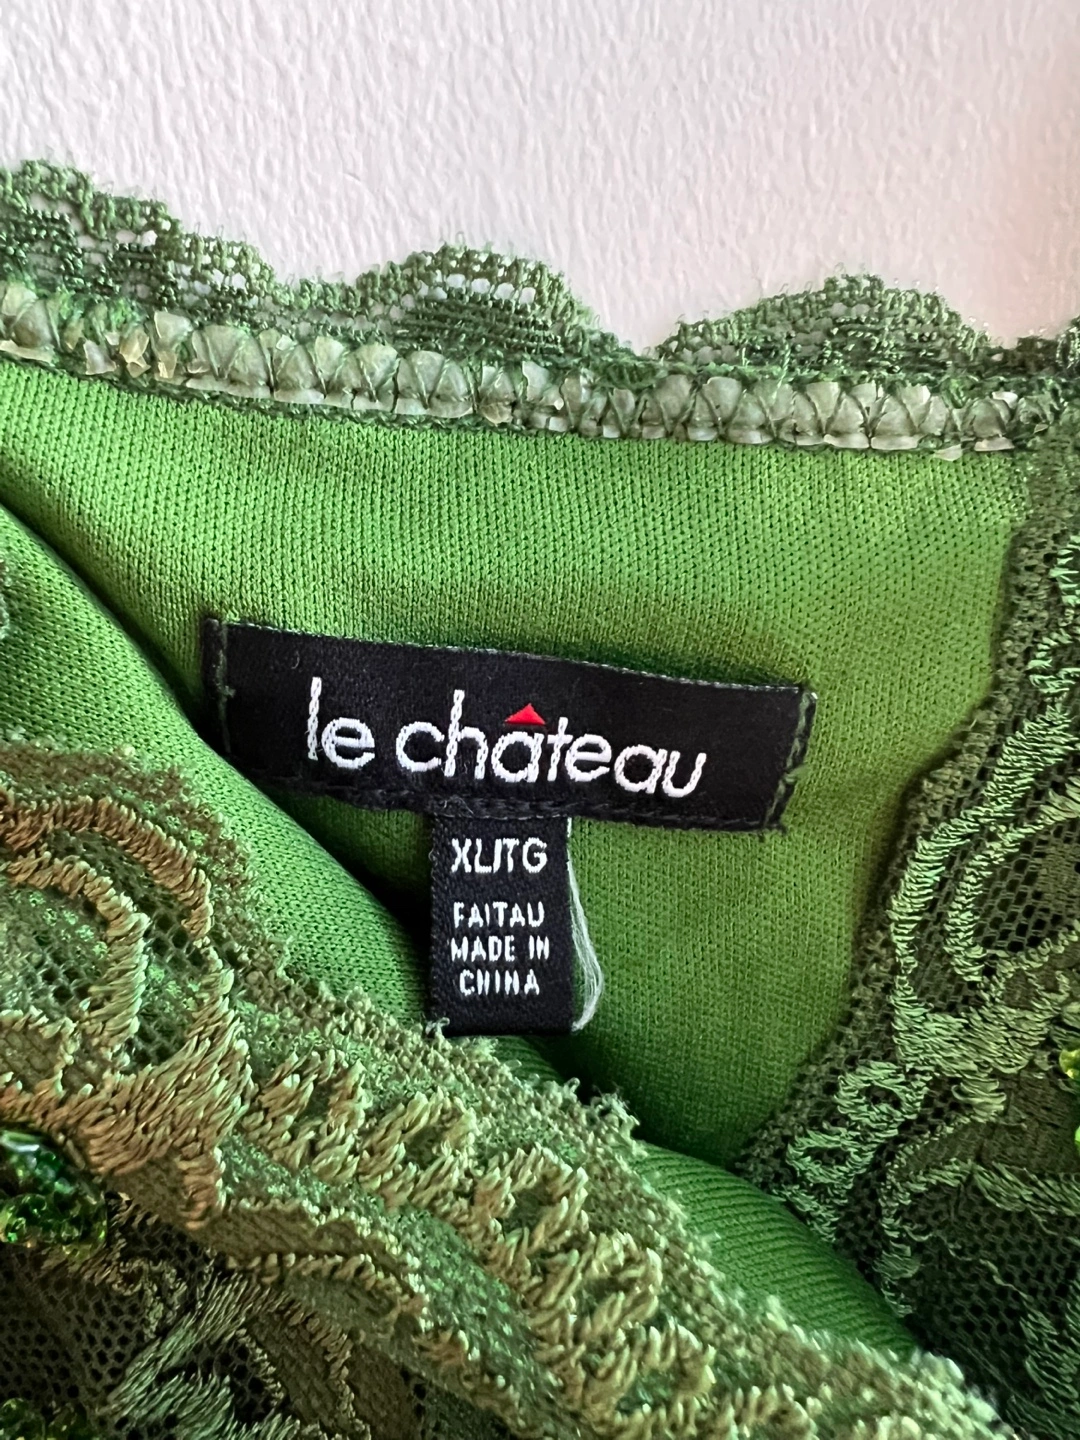 le château
XL/TG
FAIT AU
MADE IN
CHINA